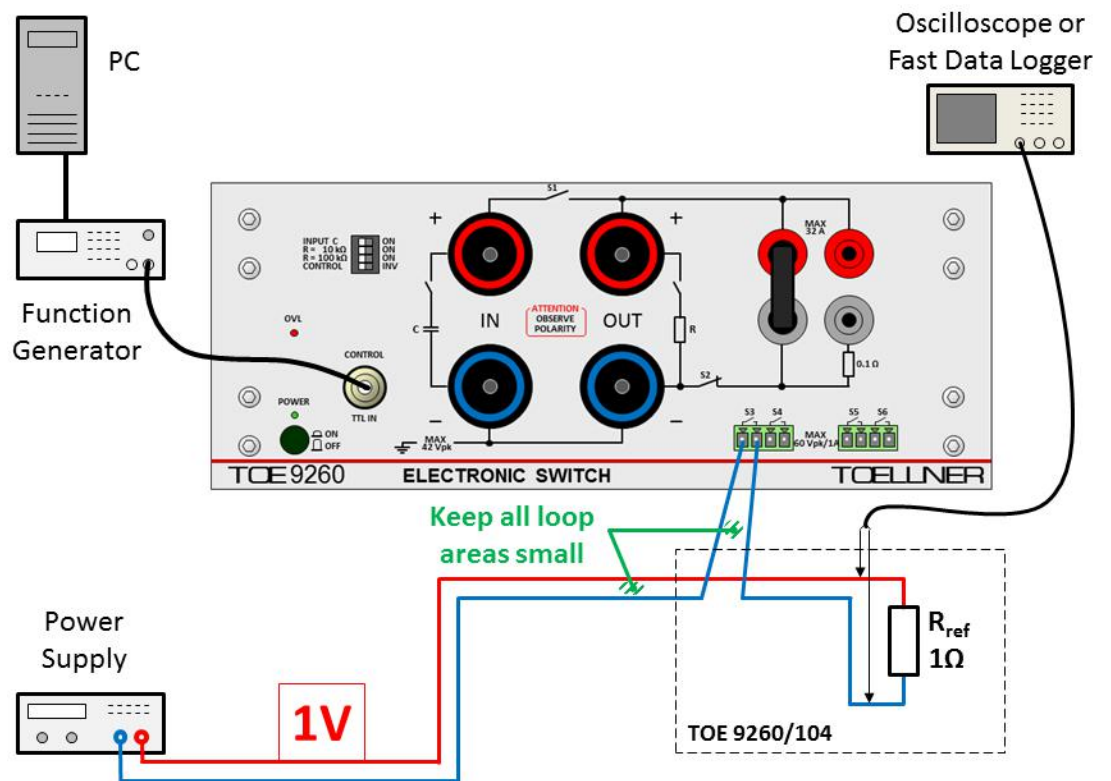 PC
Oscilloscope or
Fast Data Logger
Function
Generator
S1
INPUT C ON
R = 10 kΩ ON
R = 100 kΩ ON
CONTROL INV
OVL
CONTROL
TTL IN
POWER
ON
OFF
+
+
C
IN
ATTENTION
OBSERVE
POLARITY
OUT
R
−
−
MAX
42 Vpk
S2
MAX
32 A
0.1 Ω
S3 S4
MAX
60 Vpk/1A
S5 S6
TOE 9260 ELECTRONIC SWITCH TOELLNER
Keep all loop
areas small
Power
Supply
1V
Rref
1Ω
TOE 9260/104